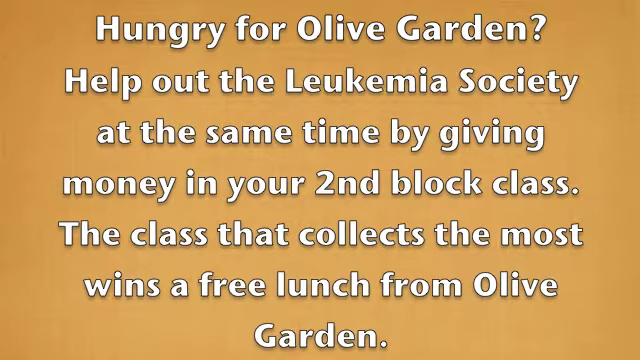 Hungry for Olive Garden?
Help out the Leukemia Society
at the same time by giving
money in your 2nd block class.
The class that collects the most
wins a free lunch from Olive
Garden.